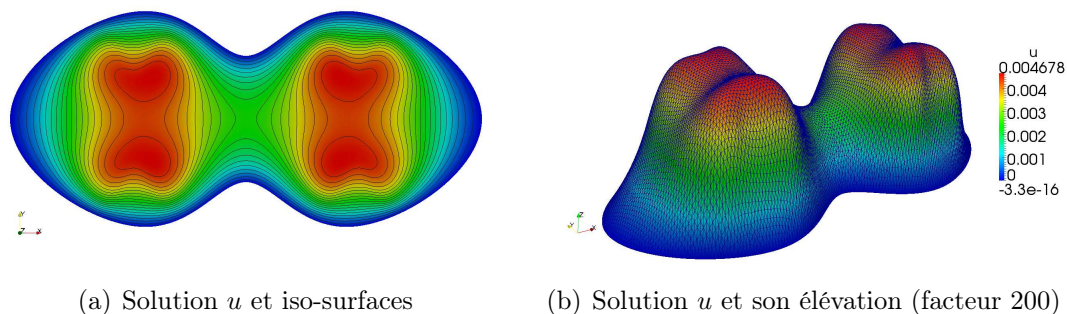 u
0.004678
0.004
0.003
0.002
0.001
0
-3.3e-16
Y
Z
X
Z
Y
X
(a) Solution u et iso-surfaces
(b) Solution u et son élévation (facteur 200)